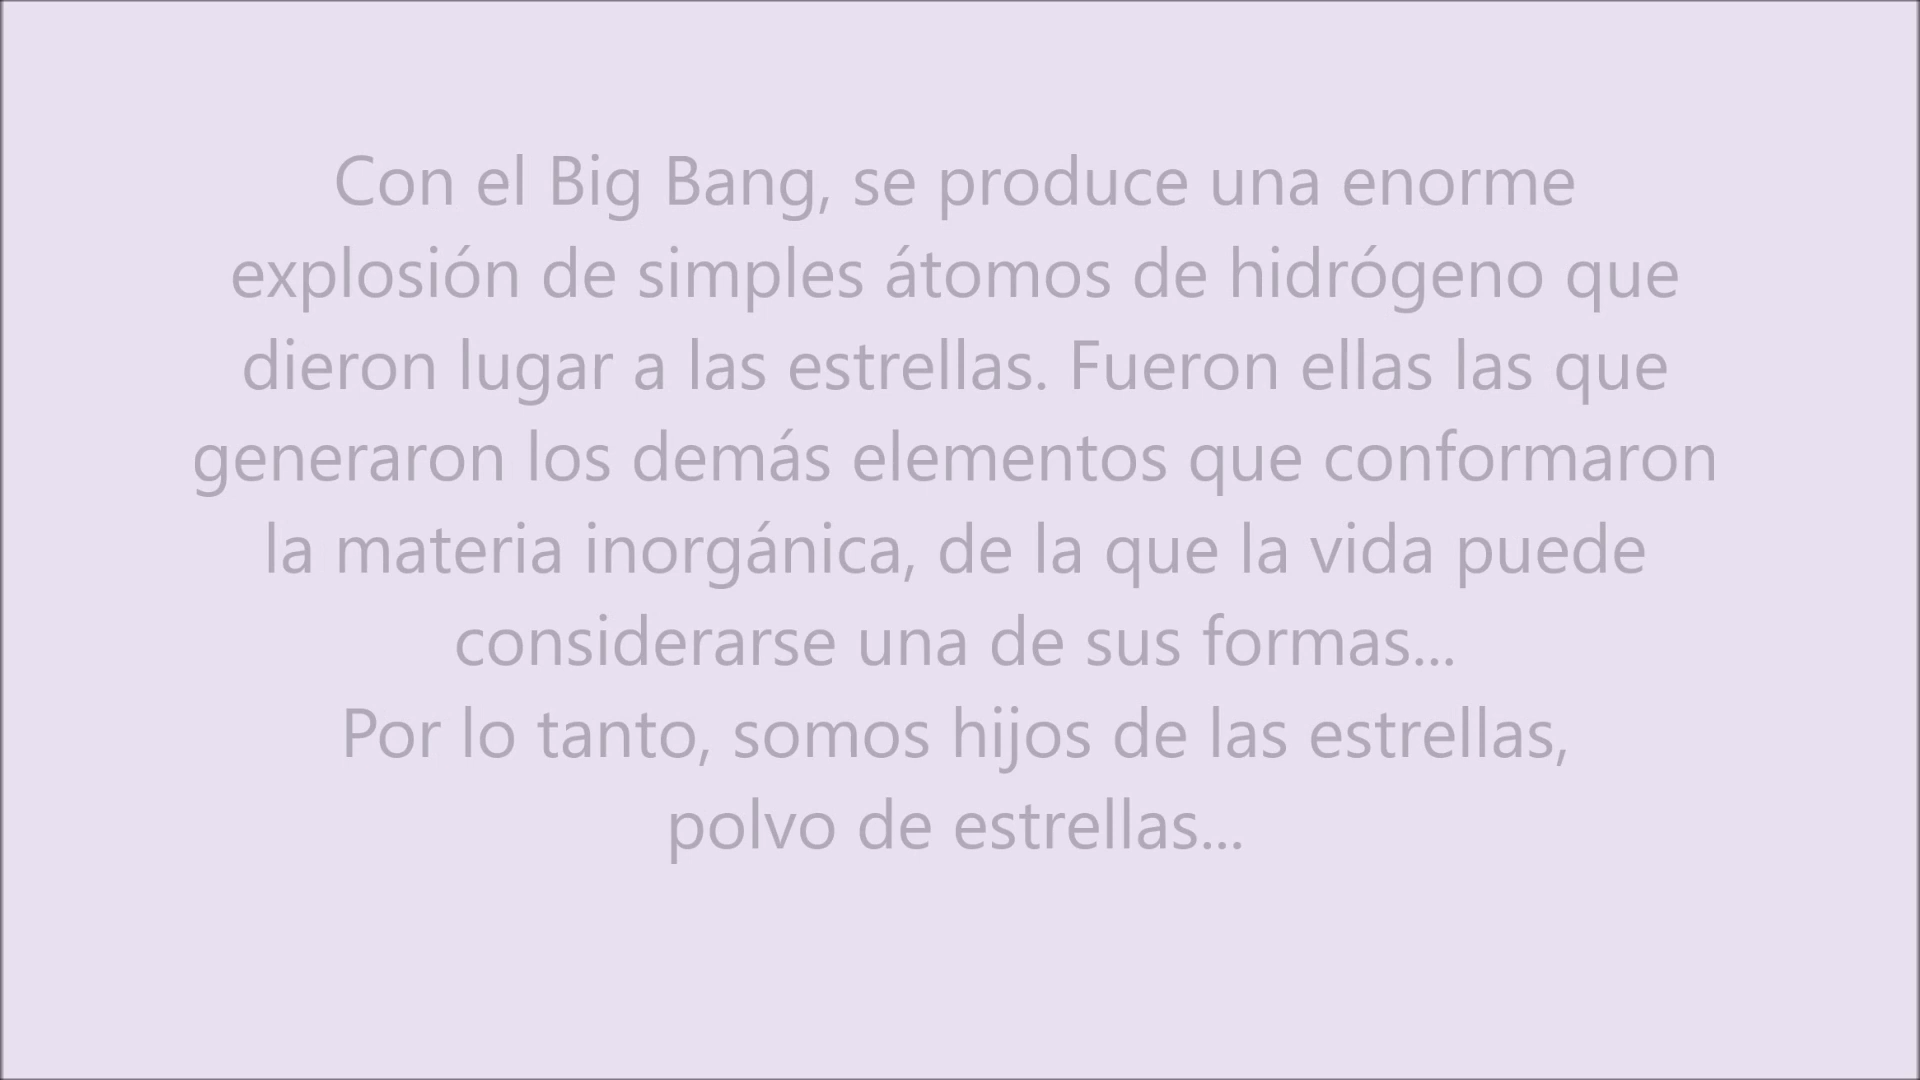 Con el Big Bang, se produce una enorme
explosión de simples átomos de hidrógeno que
dieron lugar a las estrellas. Fueron ellas las que
generaron los demás elementos que conformaron
la materia inorgánica, de la que la vida puede
considerarse una de sus formas...
Por lo tanto, somos hijos de las estrellas,
polvo de estrellas...